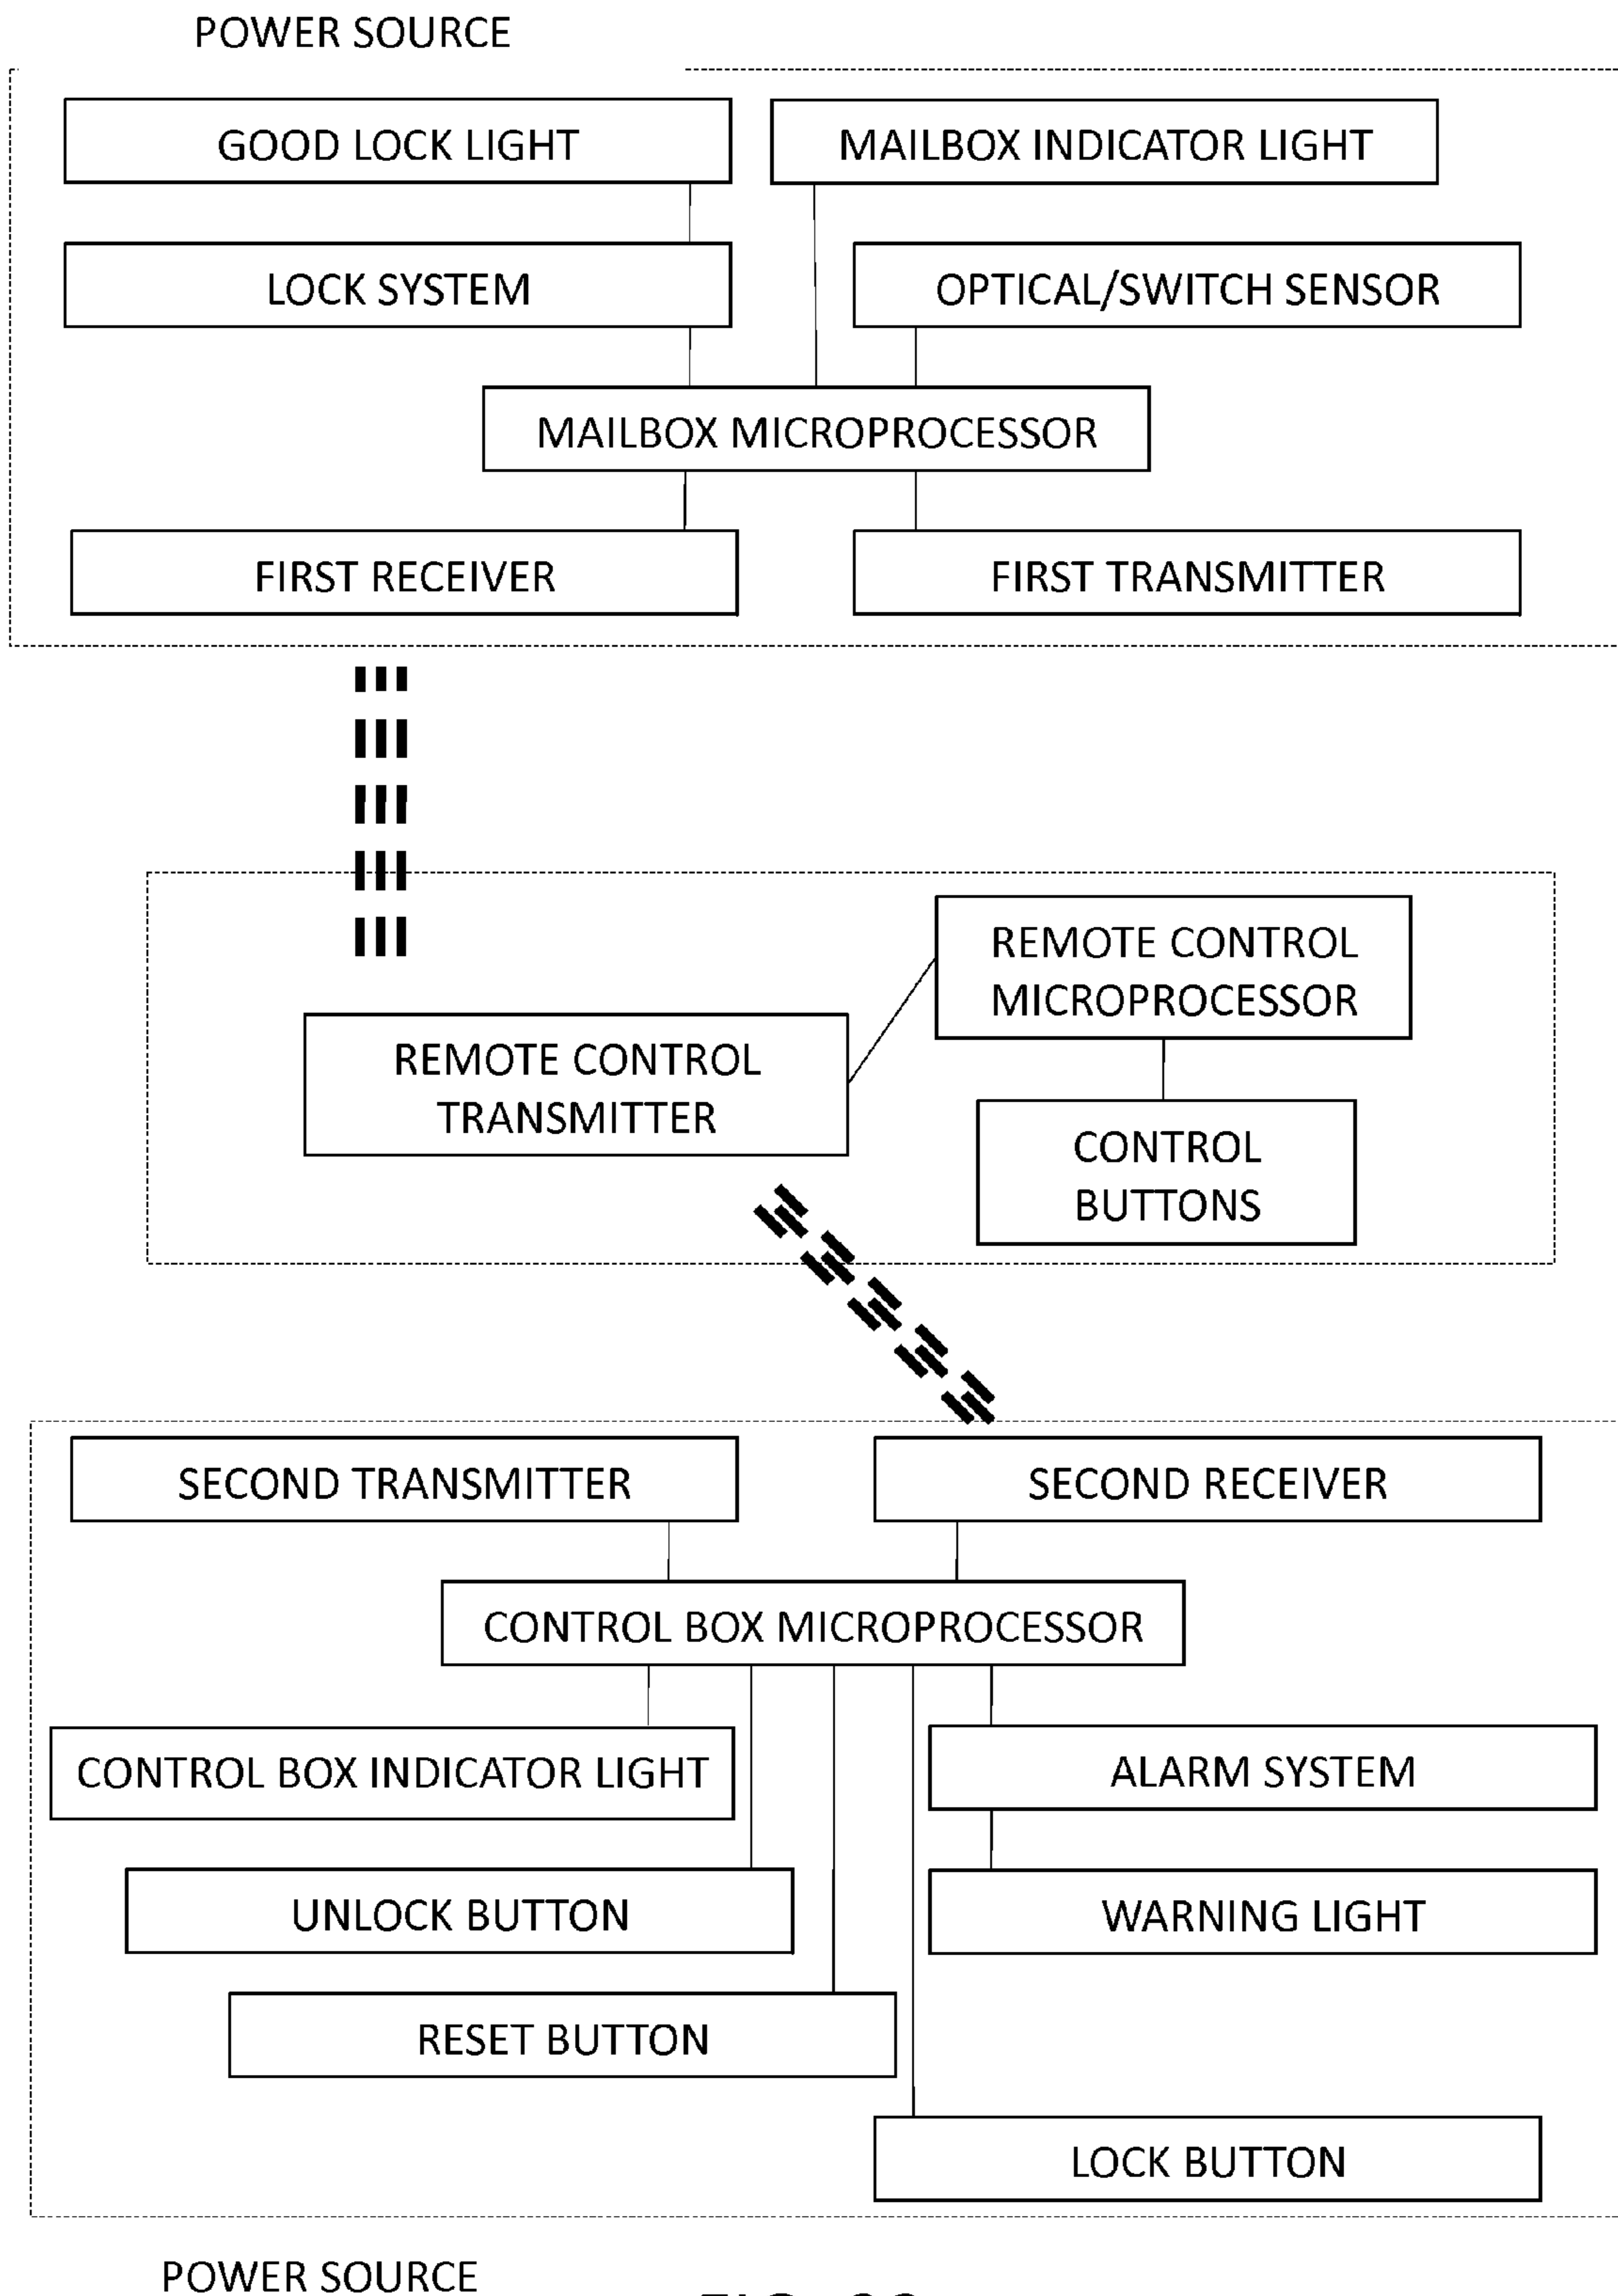 POWER SOURCE
GOOD LOCK LIGHT
MAILBOX INDICATOR LIGHT
LOCK SYSTEM
OPTICAL/SWITCH SENSOR
MAILBOX MICROPROCESSOR
FIRST RECEIVER
FIRST TRANSMITTER
REMOTE CONTROL
MICROPROCESSOR
REMOTE CONTROL
TRANSMITTER
CONTROL
BUTTONS
SECOND TRANSMITTER
SECOND RECEIVER
CONTROL BOX MICROPROCESSOR
CONTROL BOX INDICATOR LIGHT
ALARM SYSTEM
UNLOCK BUTTON
WARNING LIGHT
RESET BUTTON
LOCK BUTTON
POWER SOURCE